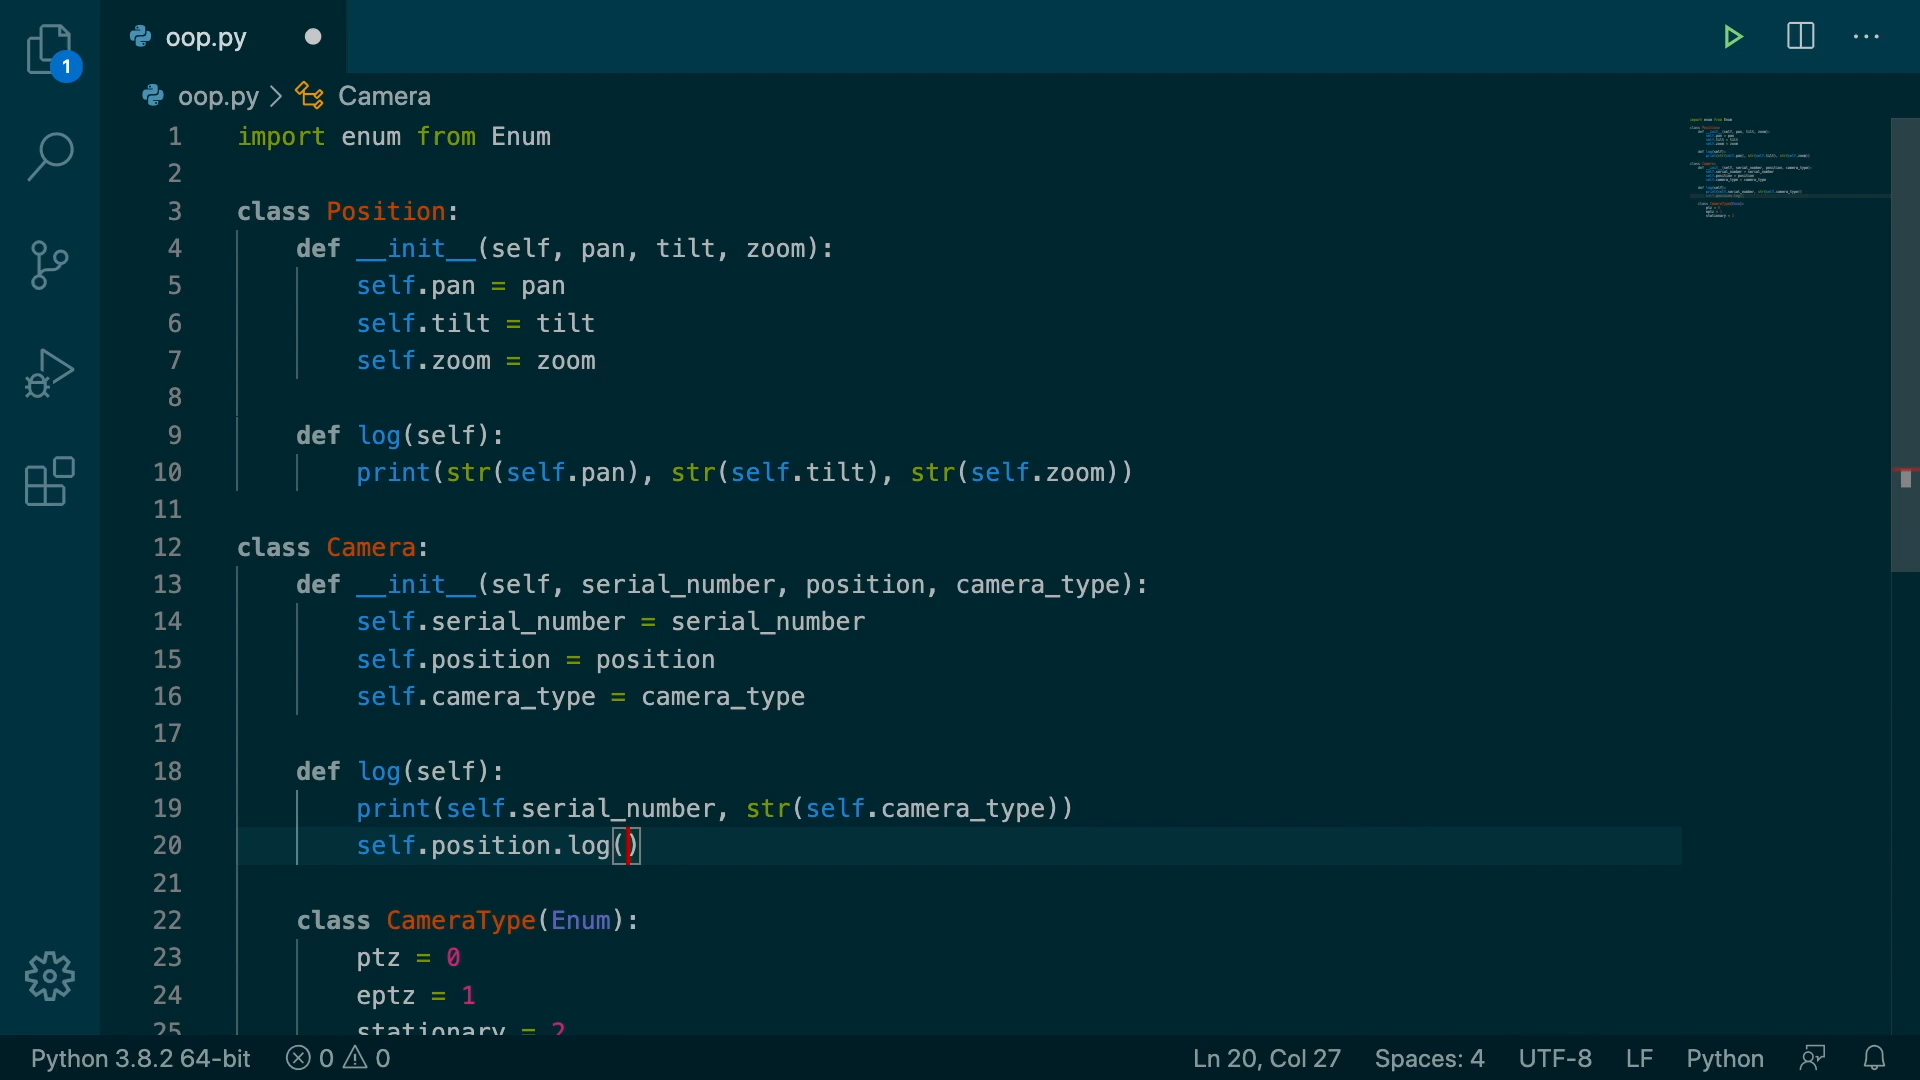 oop.py
1
oop.py > Camera
1 import enum from Enum
2
3 class Position:
4 def __init__(self, pan, tilt, zoom):
5 self.pan = pan
6 self.tilt = tilt
7 self.zoom = zoom
8
9 def log(self):
10 print(str(self.pan), str(self.tilt), str(self.zoom))
11
12 class Camera:
13 def __init__(self, serial_number, position, camera_type):
14 self.serial_number = serial_number
15 self.position = position
16 self.camera_type = camera_type
17
18 def log(self):
19 print(self.serial_number, str(self.camera_type))
20 self.position.log()
21
22 class CameraType(Enum):
23 ptz = 0
24 eptz = 1
25 stationary = 2
Python 3.8.2 64-bit 0 0 Ln 20, Col 27 Spaces: 4 UTF-8 LF Python